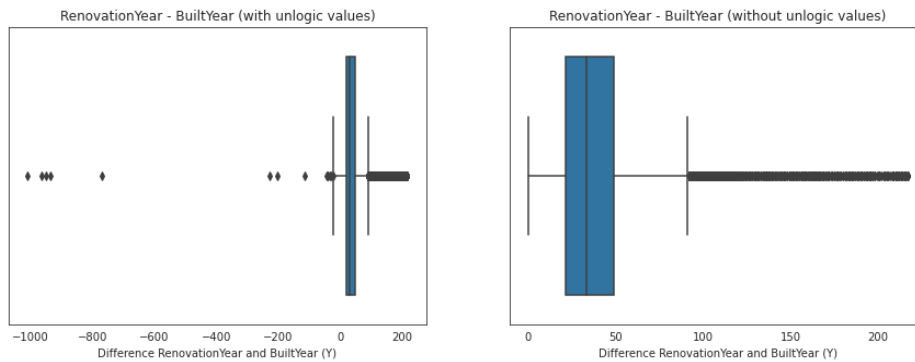 RenovationYear - BuiltYear (with unlogic values)
−1000 −800 −600 −400 −200 0 200
Difference RenovationYear and BuiltYear (Y)
RenovationYear - BuiltYear (without unlogic values)
0 50 100 150 200
Difference RenovationYear and BuiltYear (Y)